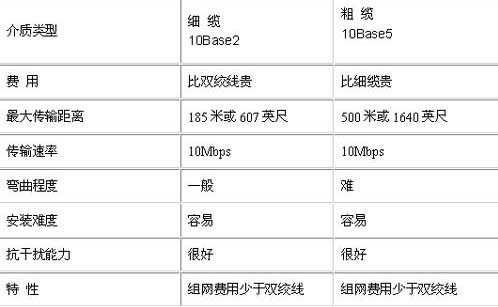 介质类型 细 缆 粗 缆
10Base2 10Base5
费 用 比双绞线贵 比细缆贵
最大传输距离 185 米或 607 英尺 500 米或 1640 英尺
传输速率 10Mbps 10Mbps
弯曲程度 一般 难
安装难度 容易 容易
抗干扰能力 很好 很好
特 性 组网费用少于双绞线 组网费用少于双绞线